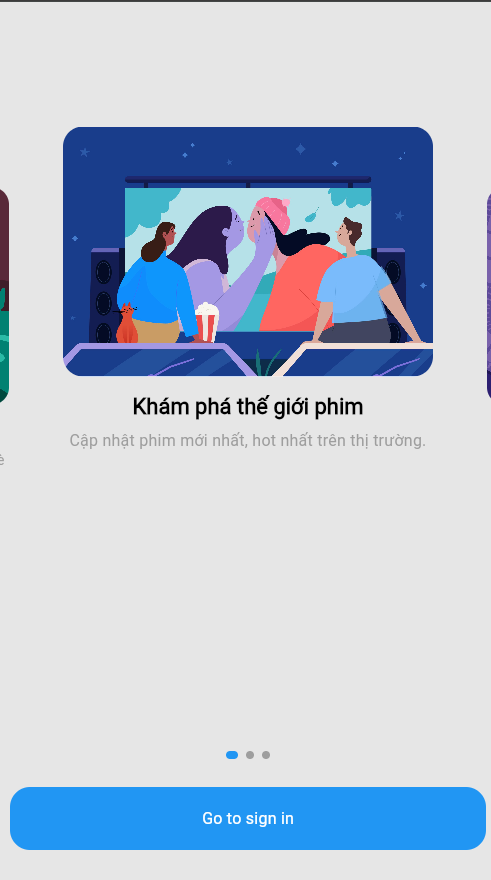 Khám phá thế giới phim
Cập nhật phim mới nhất, hot nhất trên thị trường.
è
Go to sign in